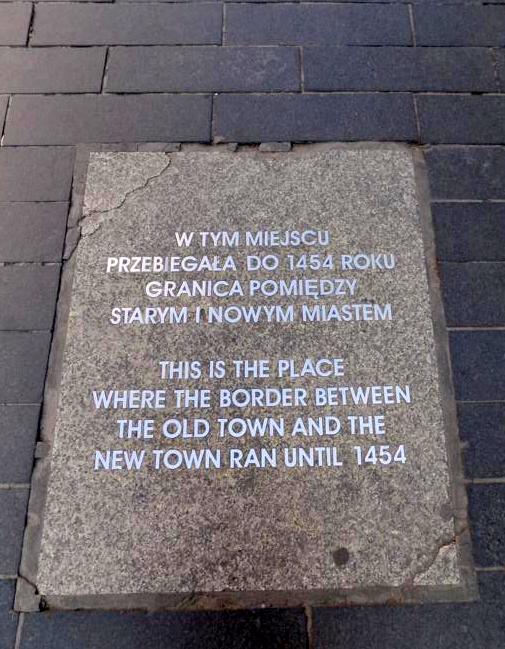 W TYM MIEJSCU
PRZEBIEGAŁA DO 1454 ROKU
GRANICA POMIĘDZY
STARYM I NOWYM MIASTEM
THIS IS THE PLACE
WHERE THE BORDER BETWEEN
THE OLD TOWN AND THE
NEW TOWN RAN UNTIL 1454